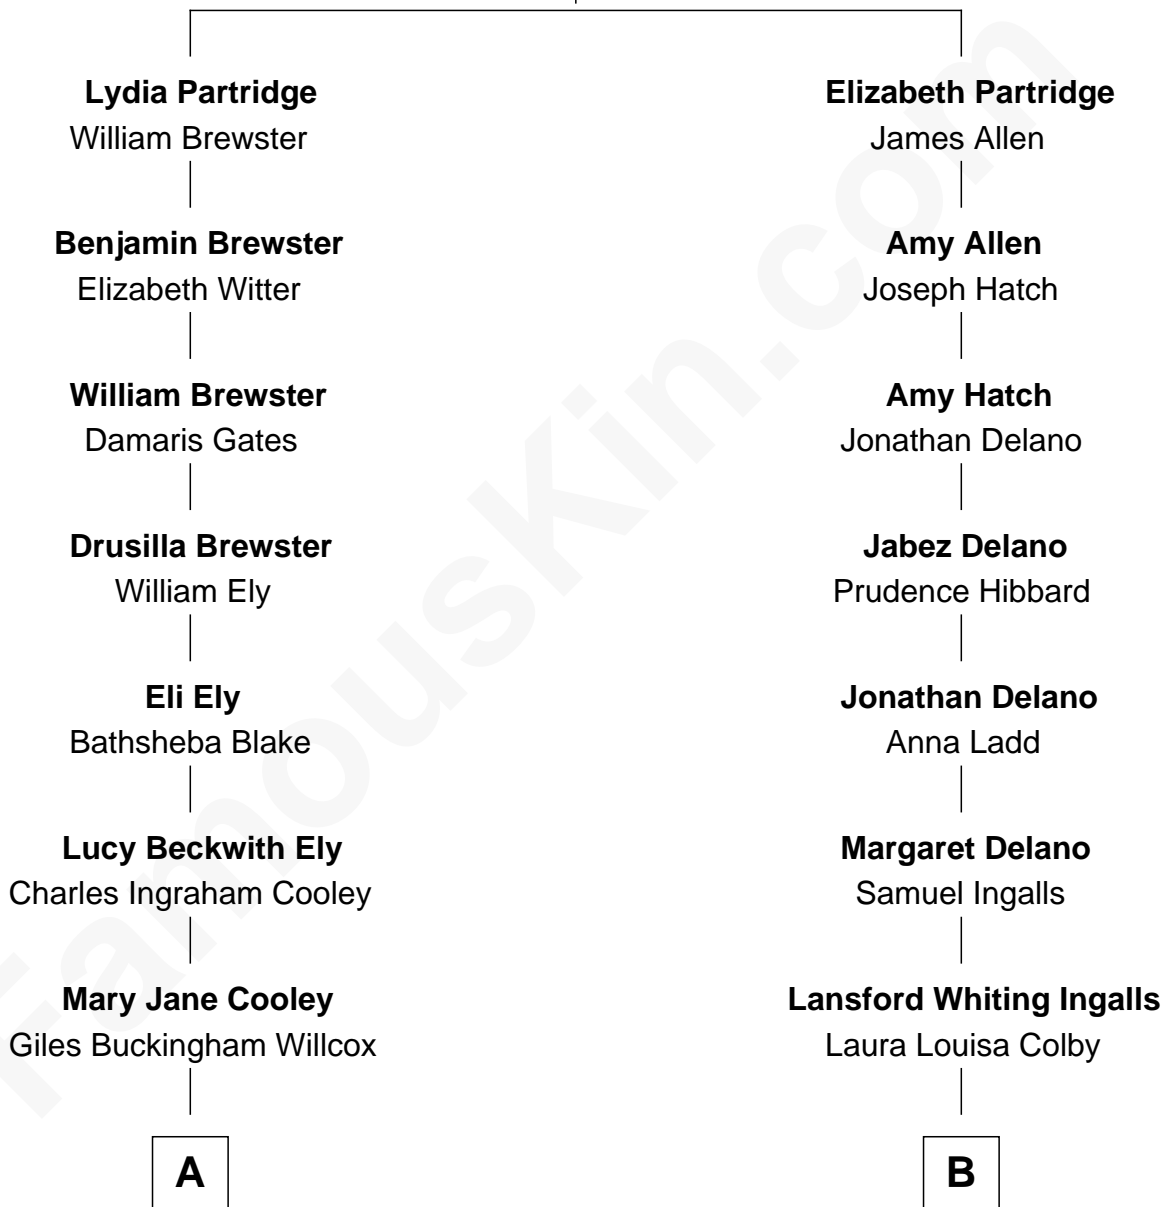 Lydia Partridge
William Brewster
Benjamin Brewster
Elizabeth Witter
William Brewster
Damaris Gates
Drusilla Brewster
William Ely
Eli Ely
Bathsheba Blake
Lucy Beckwith Ely
Charles Ingraham Cooley
Mary Jane Cooley
Giles Buckingham Willcox
A
Elizabeth Partridge
James Allen
Amy Allen
Joseph Hatch
Amy Hatch
Jonathan Delano
Jabez Delano
Prudence Hibbard
Jonathan Delano
Anna Ladd
Margaret Delano
Samuel Ingalls
Lansford Whiting Ingalls
Laura Louisa Colby
B
FamousKin.com